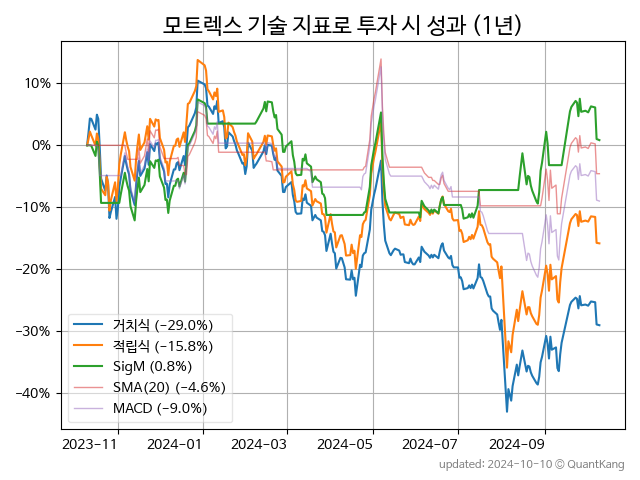 모트렉스 기술 지표로 투자 시 성과 (1년)
10%
0%
−10%
−20%
−30%
−40%
거치식 (−29.0%)
적립식 (−15.8%)
SigM (0.8%)
SMA(20) (−4.6%)
MACD (−9.0%)
2023-11
2024-01
2024-03
2024-05
2024-07
2024-09
updated: 2024-10-10 © QuantKang